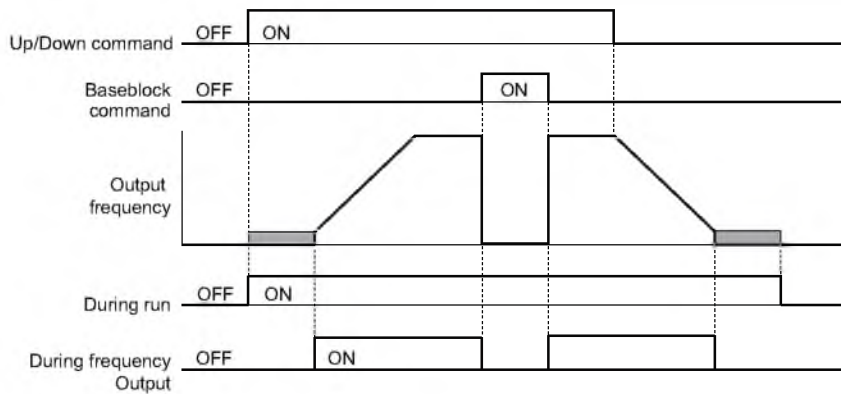 Up/Down command OFF ON
Baseblock
command
OFF ON
Output
frequency
During run OFF ON
During frequency
Output
OFF ON